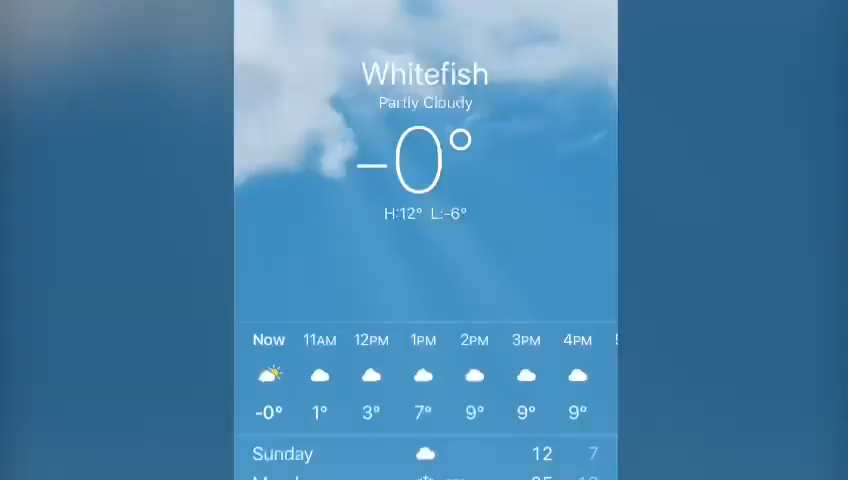 Whitefish
Partly Cloudy
-0°
H:12° L:-6°
Now 11AM 12PM 1PM 2PM 3PM 4PM
-0° 1° 3° 7° 9° 9° 9°
Sunday 12 7